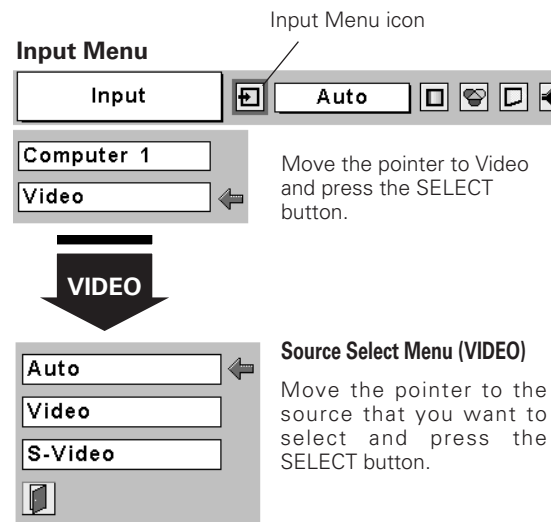 Input Menu icon
Input Menu
Input
Auto
Computer 1
Video
Move the pointer to Video
and press the SELECT
button.
VIDEO
Auto
Video
S-Video
Source Select Menu (VIDEO)
Move the pointer to the
source that you want to
select and press the
SELECT button.